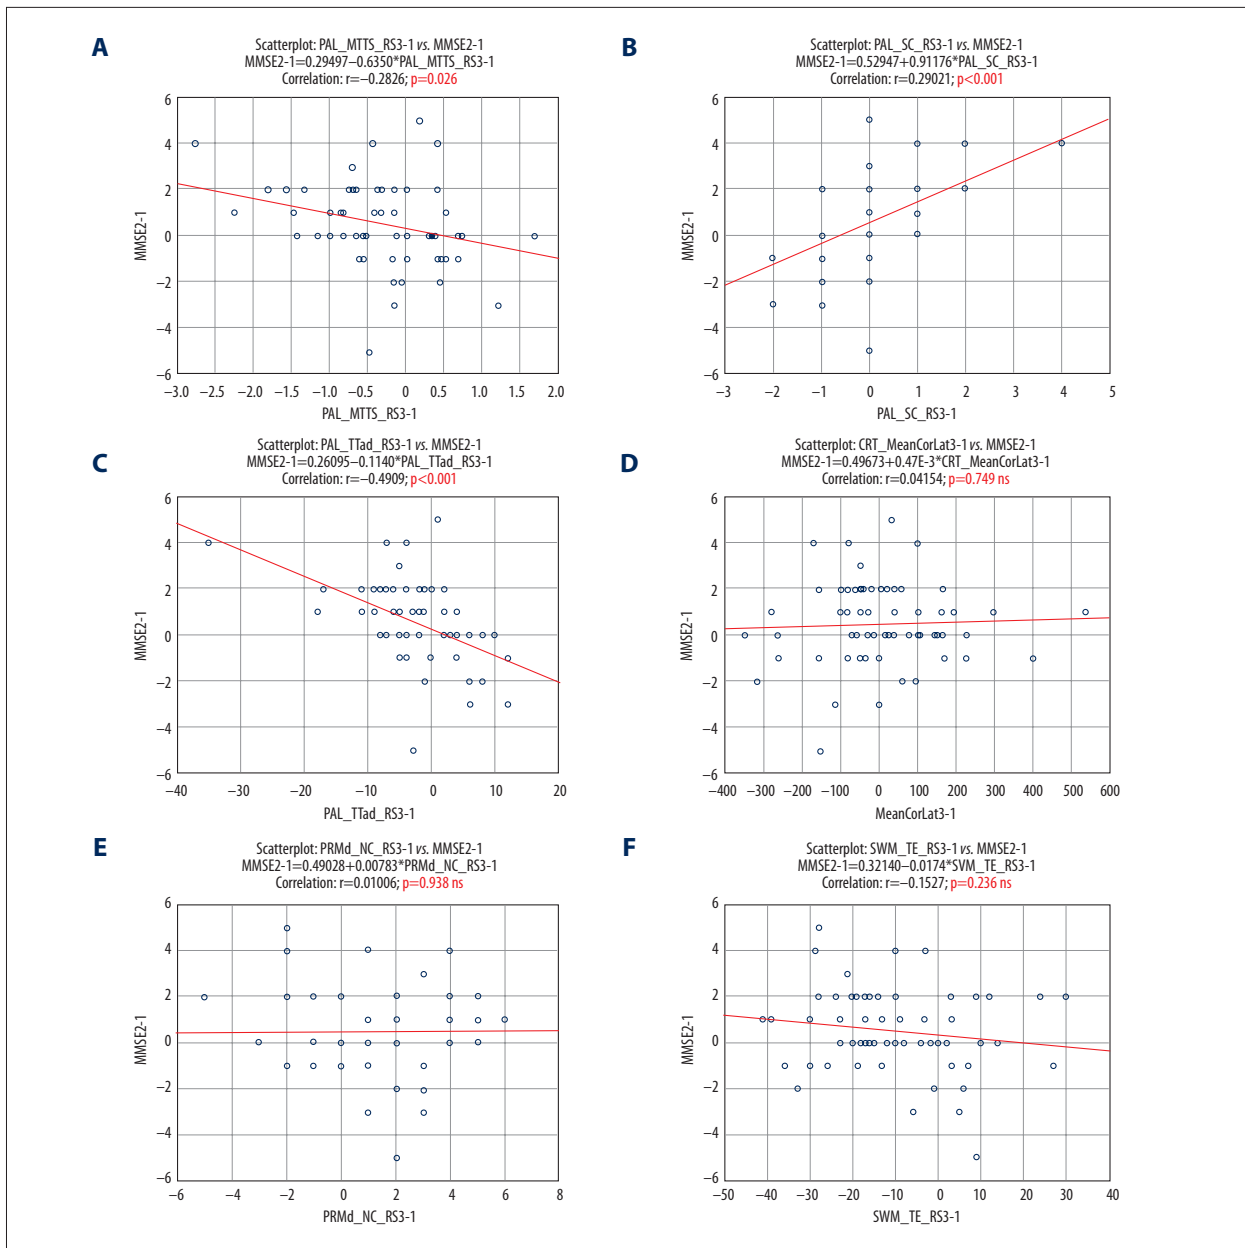 A
Scatterplot: PAL_MTTS_RS3-1 vs. MMSE2-1
MMSE2-1=0.29497−0.6350*PAL_MTTS_RS3-1
Correlation: r=−0.2826; p=0.026
6
4
2
0
−2
−4
−6
MMSE2-1
−3.0 −2.5 −2.0 −1.5 −1.0 −0.5 0 0.5 1.0 1.5 2.0
PAL_MTTS_RS3-1
B
Scatterplot: PAL_SC_RS3-1 vs. MMSE2-1
MMSE2-1=0.52947+0.91176*PAL_SC_RS3-1
Correlation: r=0.29021; p<0.001
6
4
2
0
−2
−4
−6
MMSE2-1
−3 −2 −1 0 1 2 3 4 5
PAL_SC_RS3-1
C
Scatterplot: PAL_TTad_RS3-1 vs. MMSE2-1
MMSE2-1=0.26095−0.1140*PAL_TTad_RS3-1
Correlation: r=−0.4909; p<0.001
6
4
2
0
−2
−4
−6
MMSE2-1
−40 −30 −20 −10 0 10 20
PAL_TTad_RS3-1
D
Scatterplot: CRT_MeanCorLat3-1 vs. MMSE2-1
MMSE2-1=0.49673+0.47E-3*CRT_MeanCorLat3-1
Correlation: r=0.04154; p=0.749 ns
6
4
2
0
−2
−4
−6
MMSE2-1
−400 −300 −200 −100 0 100 200 300 400 500 600
MeanCorLat3-1
E
Scatterplot: PRMd_NC_RS3-1 vs. MMSE2-1
MMSE2-1=0.49028+0.00783*PRMd_NC_RS3-1
Correlation: r=0.01006; p=0.938 ns
6
4
2
0
−2
−4
−6
MMSE2-1
−6 −4 −2 0 2 4 6 8
PRMd_NC_RS3-1
F
Scatterplot: SWM_TE_RS3-1 vs. MMSE2-1
MMSE2-1=0.32140−0.0174*SVM_TE_RS3-1
Correlation: r=−0.1527; p=0.236 ns
6
4
2
0
−2
−4
−6
MMSE2-1
−50 −40 −30 −20 −10 0 10 20 30 40
SWM_TE_RS3-1